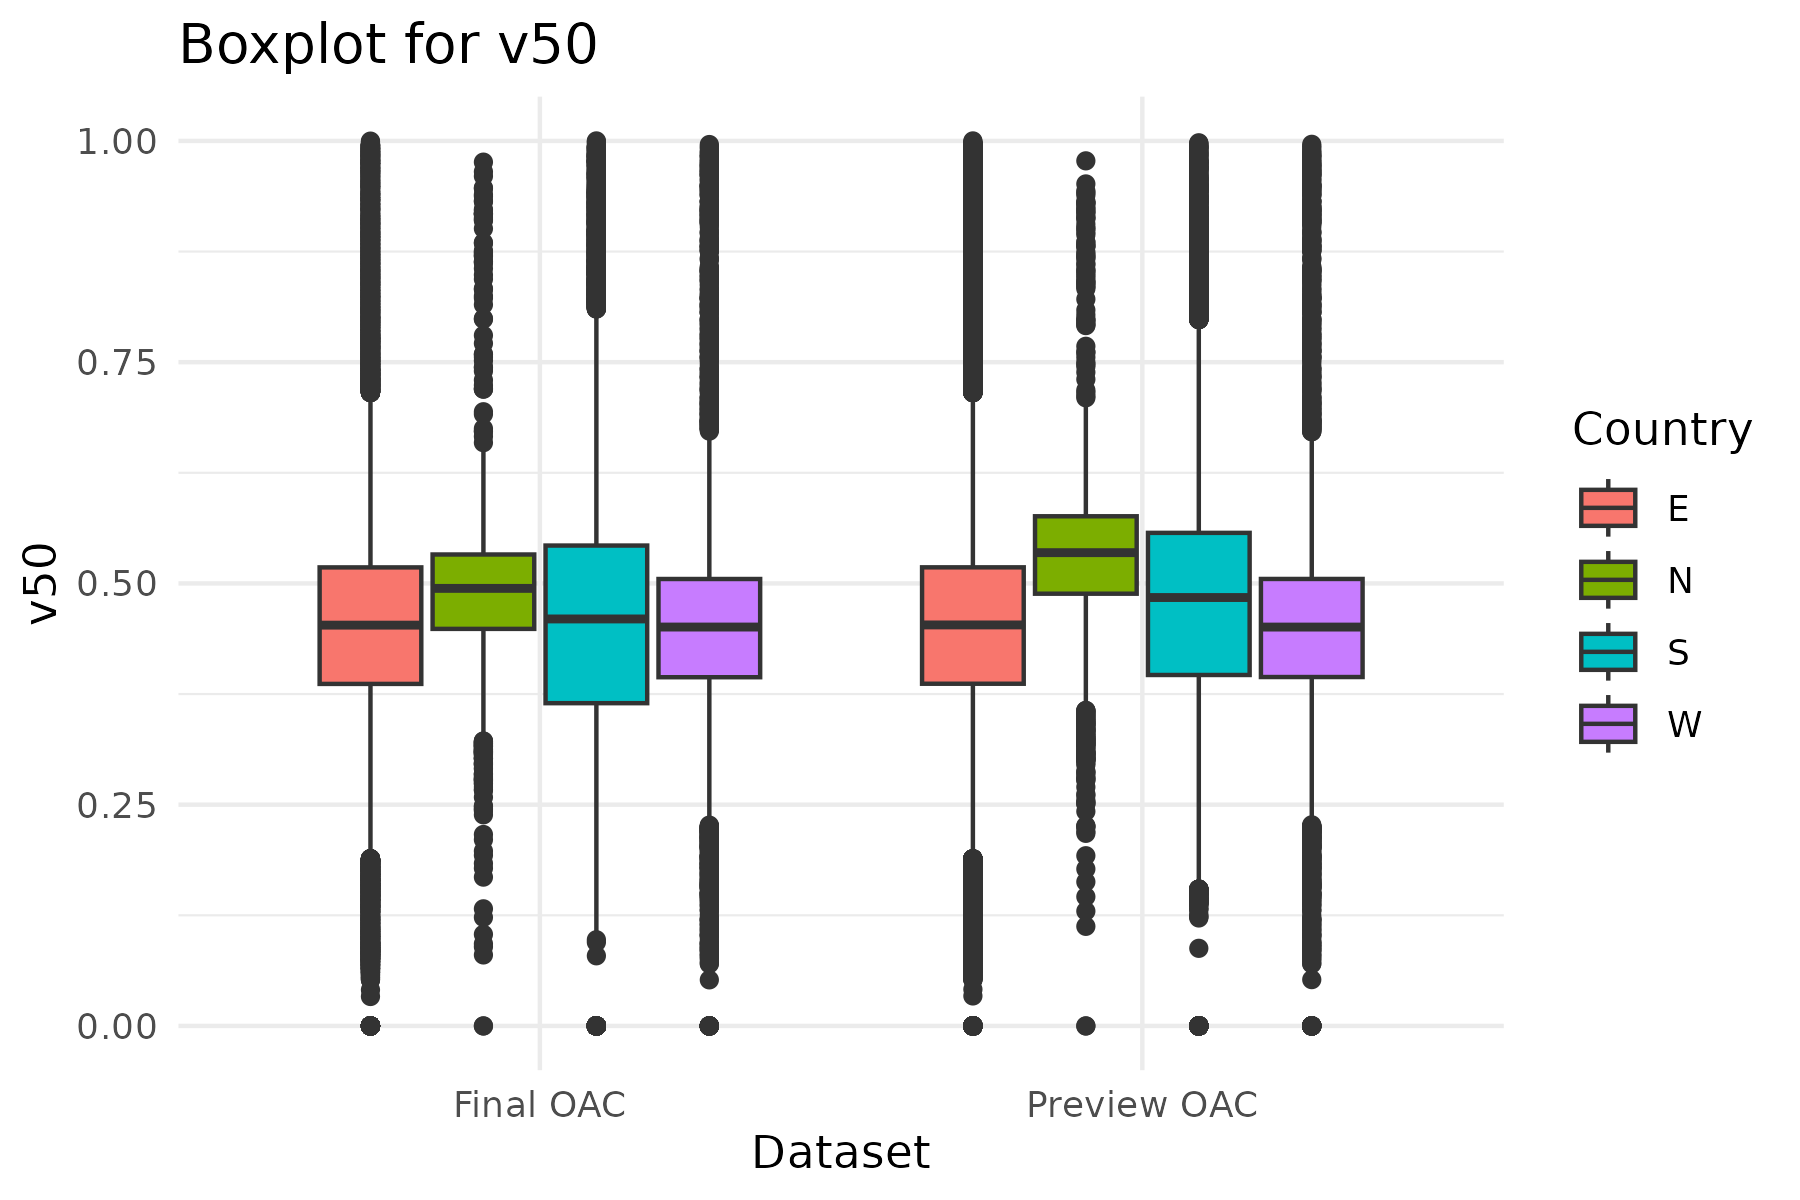 Boxplot for v50
1.00
0.75
0.50
0.25
0.00
v50
Final OAC
Preview OAC
Dataset
Country
E
N
S
W